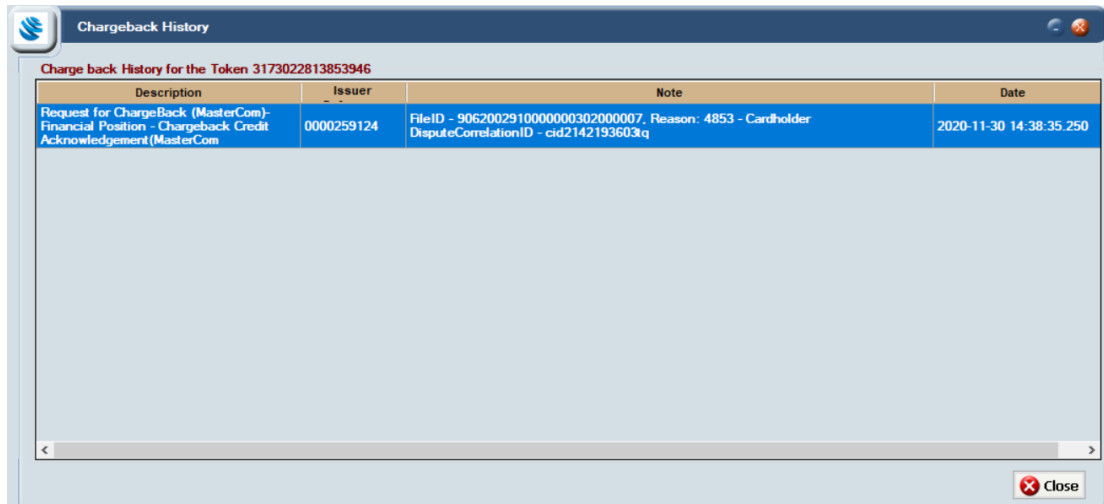 Chargeback History
Charge back History for the Token 3173022813853946
Description Issuer Note Date
Request for ChargeBack (MasterCom)-
Financial Position - Chargeback Credit
Acknowledgement(MasterCom
0000259124
FileID - 9062002910000000302000007, Reason: 4853 - Cardholder
DisputeCorrelationID - cid2142193603tq
2020-11-30 14:38:35.250
Close